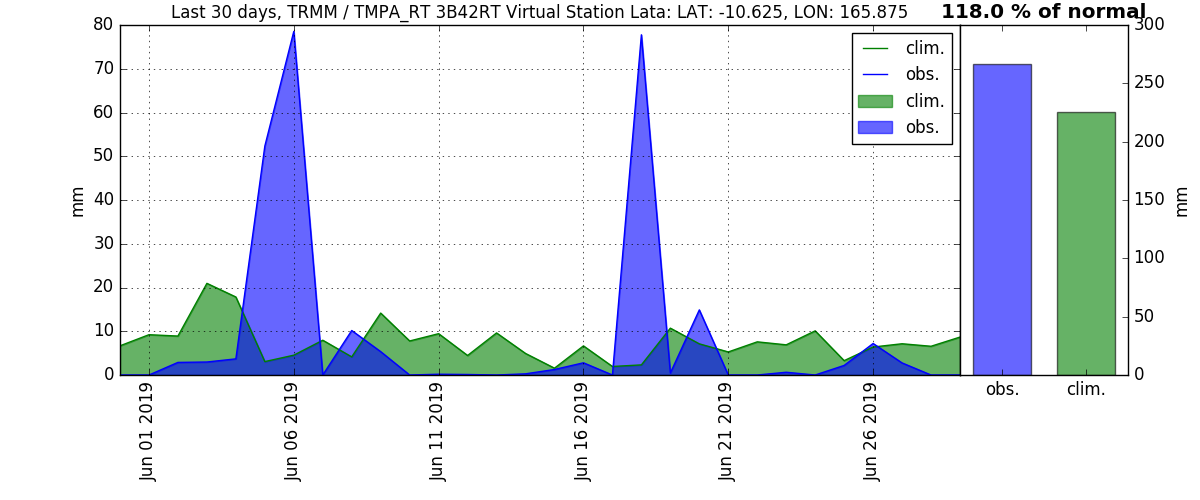 Last 30 days, TRMM / TMPA_RT 3B42RT Virtual Station Lata: LAT: -10.625, LON: 165.875
118.0 % of normal
80
70
60
50
40
30
20
10
0
mm
clim.
obs.
clim.
obs.
Jun 01 2019
Jun 06 2019
Jun 11 2019
Jun 16 2019
Jun 21 2019
Jun 26 2019
300
250
200
150
100
50
0
mm
obs.
clim.